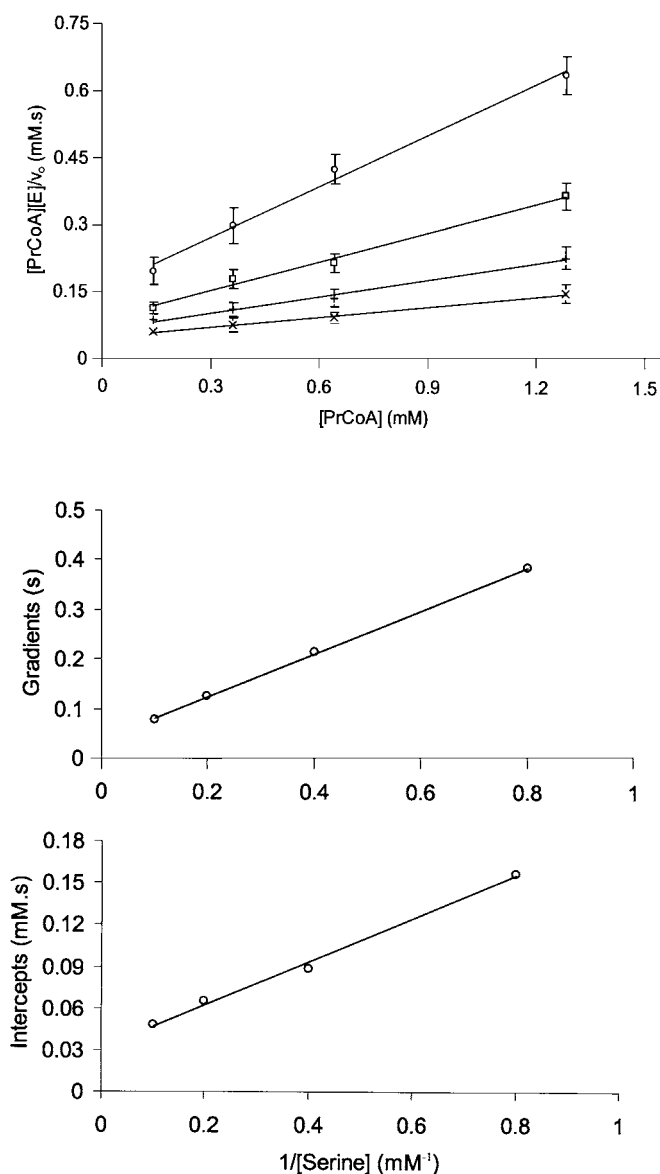 [PrCoA][E]/vₒ (mM.s)
0.75
0.6
0.45
0.3
0.15
0
0 0.3 0.6 0.9 1.2 1.5
[PrCoA] (mM)
Gradients (s)
0.5
0.4
0.3
0.2
0.1
0
0 0.2 0.4 0.6 0.8 1
Intercepts (mM.s)
0.18
0.15
0.09
0.06
0.03
0
0 0.2 0.4 0.6 0.8 1
1/[Serine] (mM⁻¹)